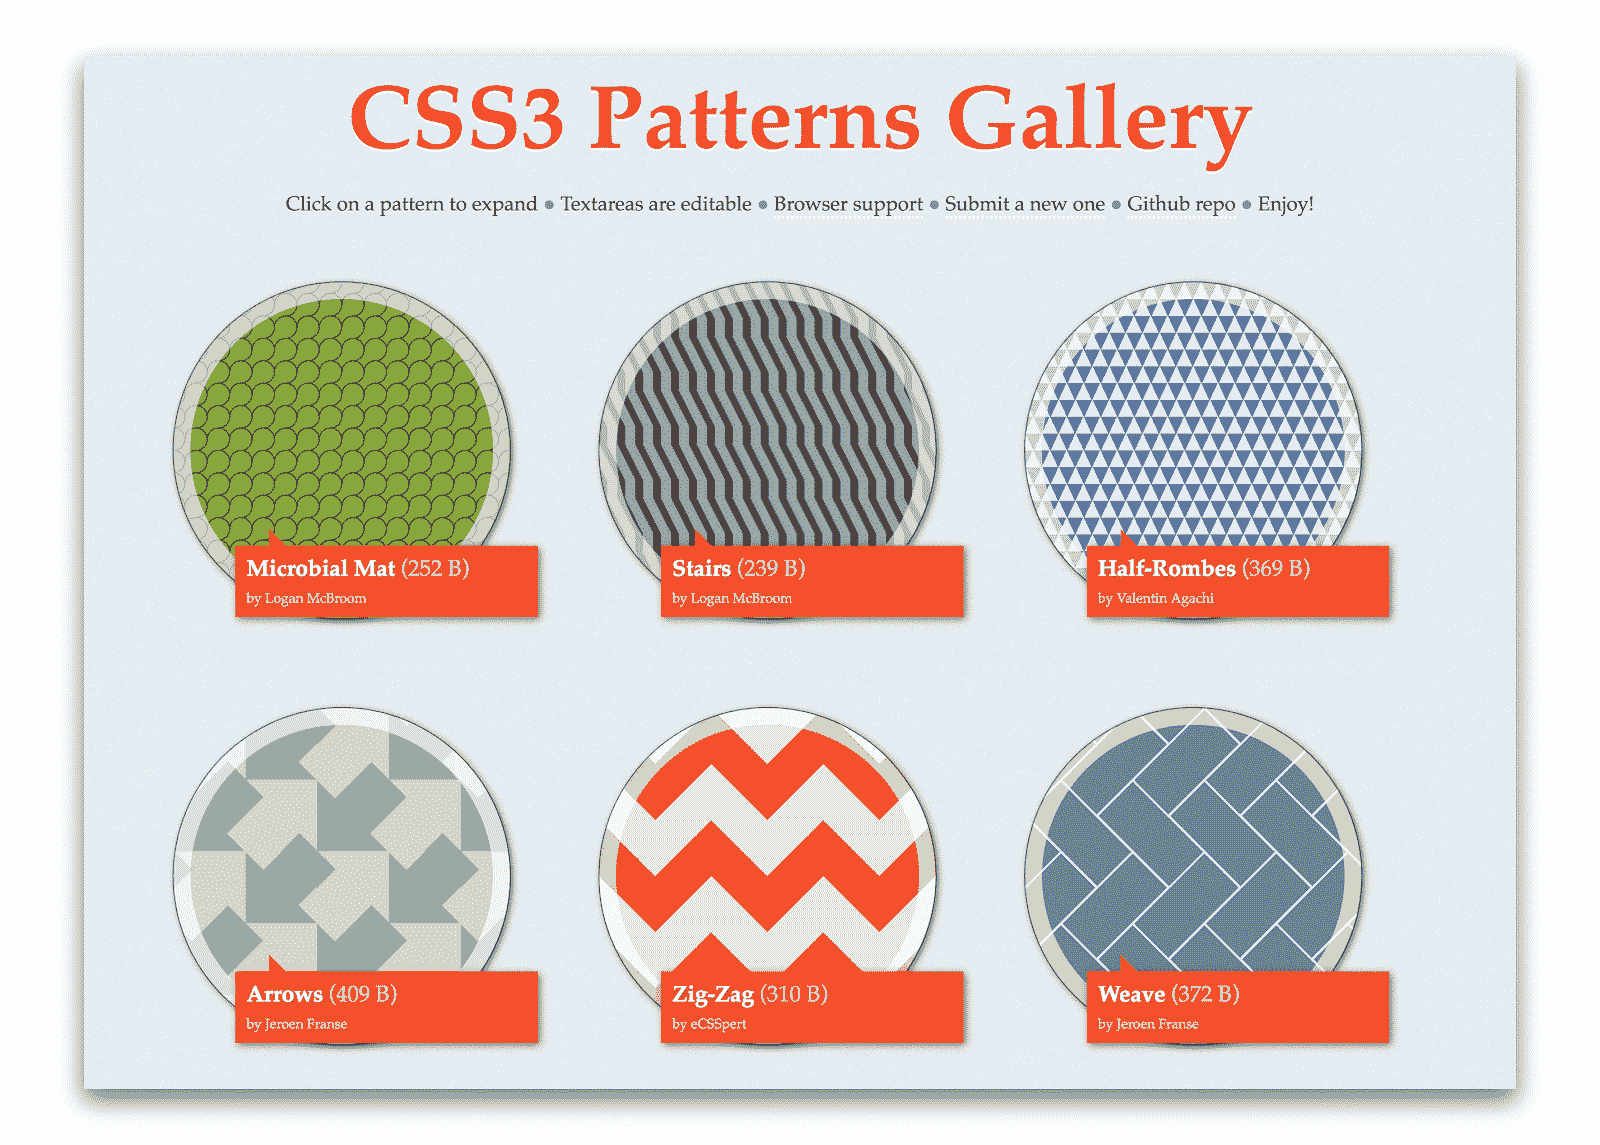 CSS3 Patterns Gallery
Click on a pattern to expand ● Textareas are editable ● Browser support ● Submit a new one ● Github repo ● Enjoy!
Microbial Mat (252 B)
by Logan McBroom
Stairs (239 B)
by Logan McBroom
Half-Rombes (369 B)
by Valentin Agachi
Arrows (409 B)
by Jeroen Franse
Zig-Zag (310 B)
by eCSSpert
Weave (372 B)
by Jeroen Franse